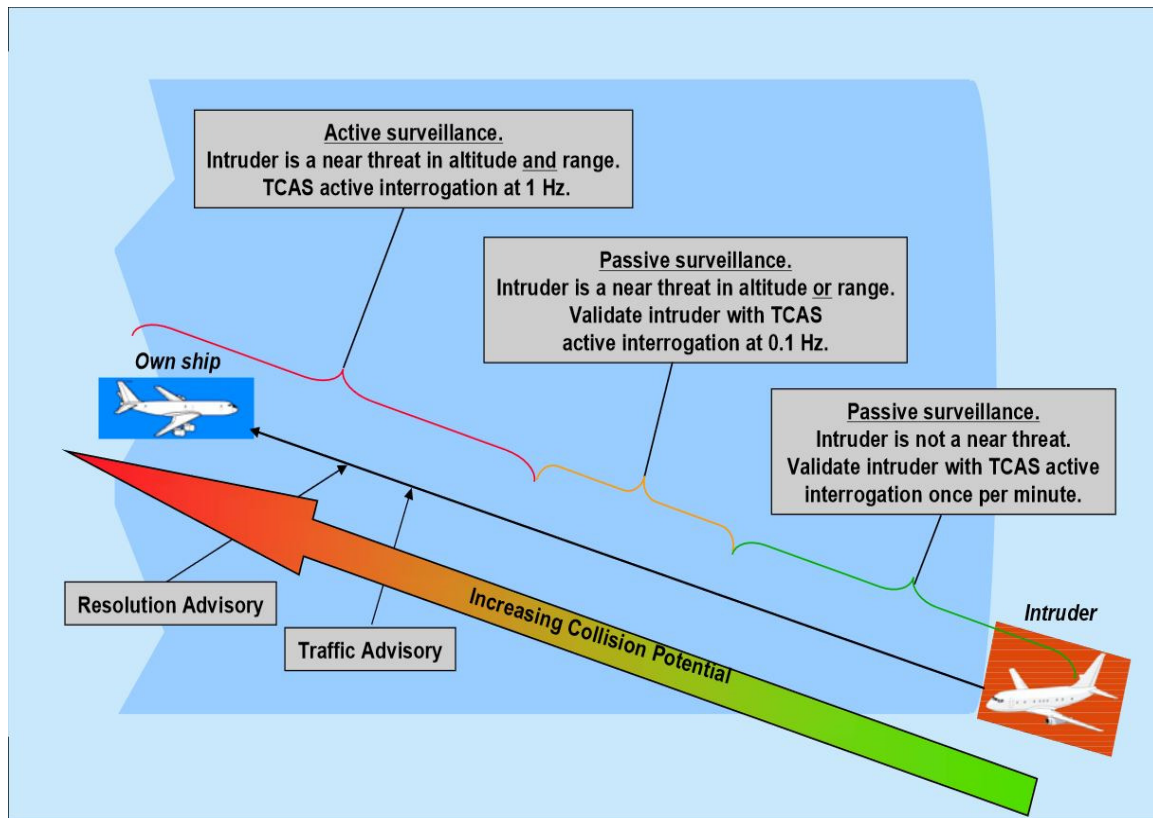 Active surveillance.
Intruder is a near threat in altitude and range.
TCAS active interrogation at 1 Hz.
Passive surveillance.
Intruder is a near threat in altitude or range.
Validate intruder with TCAS
active interrogation at 0.1 Hz.
Own ship
Passive surveillance.
Intruder is not a near threat.
Validate intruder with TCAS active
interrogation once per minute.
Resolution Advisory
Traffic Advisory
Increasing Collision Potential
Intruder